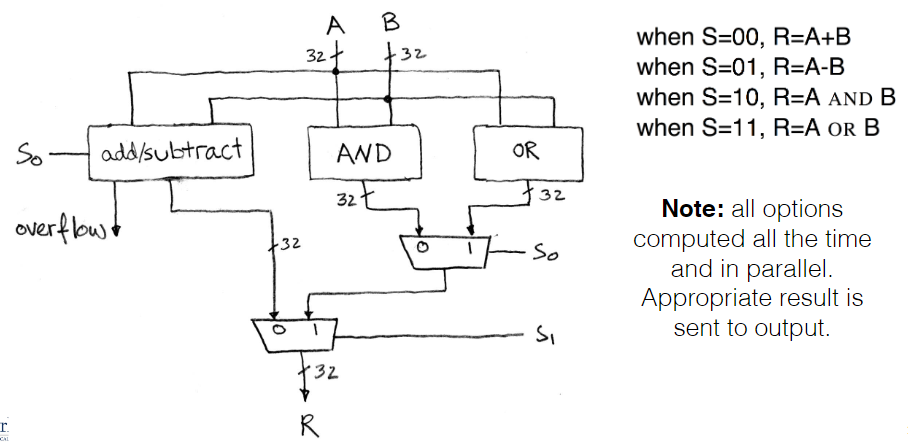 A B
32 32
when S=00, R=A+B
when S=01, R=A-B
when S=10, R=A AND B
when S=11, R=A OR B
S0 add/subtract AND OR
32 32
overflow
32
0 1 S0
Note: all options
computed all the time
and in parallel.
Appropriate result is
sent to output.
0 1 S1
32
R
r.